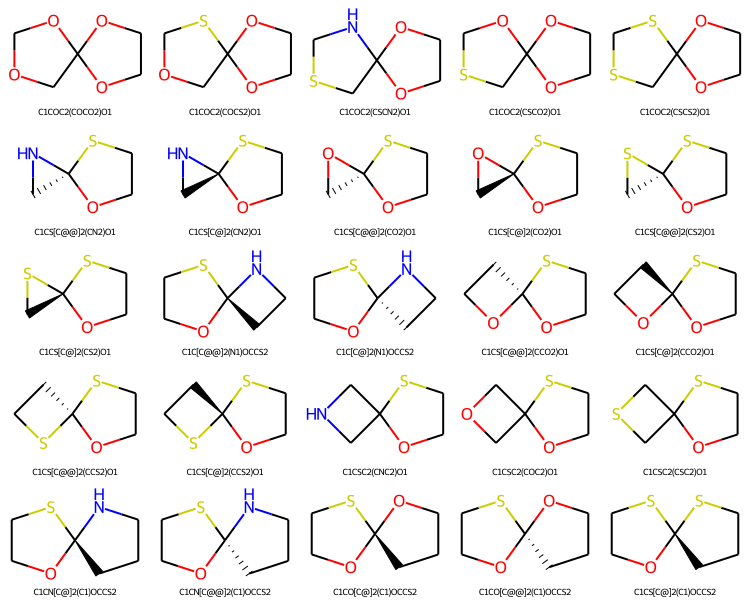 H
O O S O N O O O S O
O O S S S
O O O O O
C1COC2(COCO2)O1 C1COC2(COCS2)O1 C1COC2(CSCN2)O1 C1COC2(CSCO2)O1 C1COC2(CSCS2)O1
S S S S S
HN HN O O S
O O O O O
C1CS[C@@]2(CN2)O1 C1CS[C@]2(CN2)O1 C1CS[C@@]2(CO2)O1 C1CS[C@]2(CO2)O1 C1CS[C@@]2(CS2)O1
H H
S S N S N S S
S
O O O O O O O
C1CS[C@]2(CS2)O1 C1C[C@@]2(N1)OCCS2 C1C[C@]2(N1)OCCS2 C1CS[C@@]2(CCO2)O1 C1CS[C@]2(CCO2)O1
S S S S S
HN O S
S O S O O O O
C1CS[C@@]2(CCS2)O1 C1CS[C@]2(CCS2)O1 C1CSC2(CNC2)O1 C1CSC2(COC2)O1 C1CSC2(CSC2)O1
H H
S N S N S O S O S S
O O O O O
C1CN[C@]2(C1)OCCS2 C1CN[C@@]2(C1)OCCS2 C1CO[C@]2(C1)OCCS2 C1CO[C@@]2(C1)OCCS2 C1CS[C@]2(C1)OCCS2